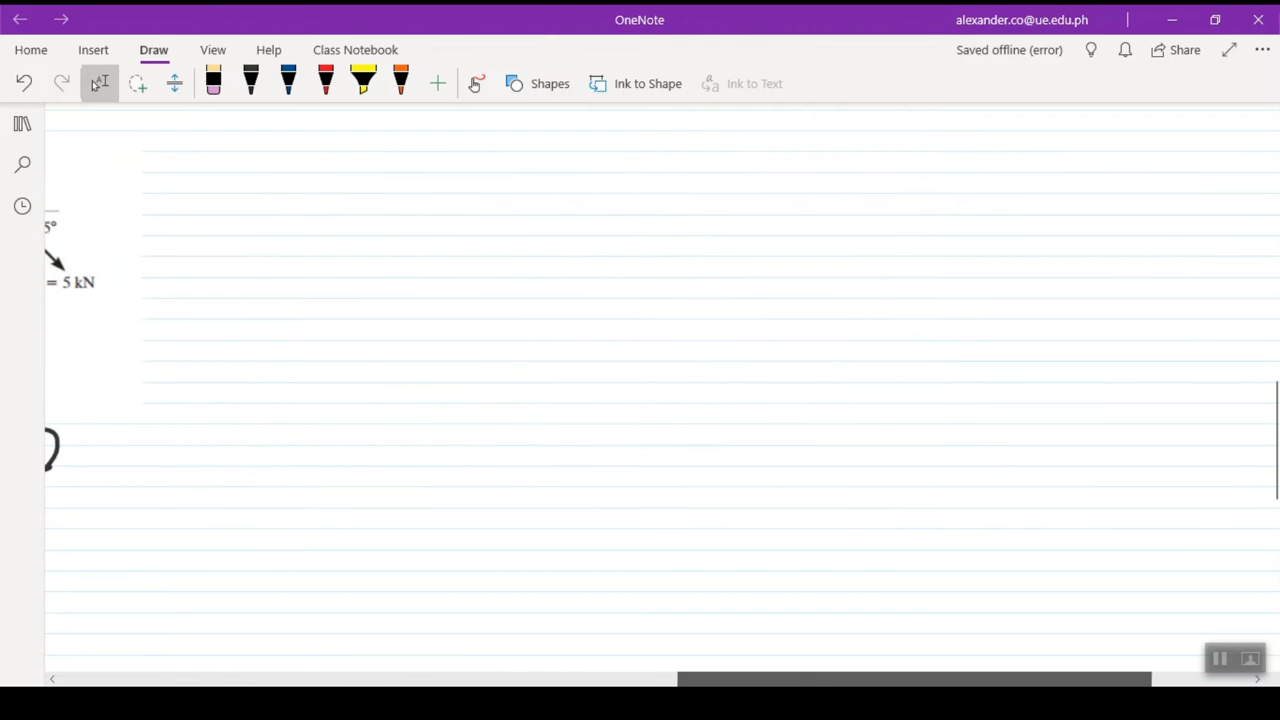 OneNote
alexander.co@ue.edu.ph
Home Insert Draw View Help Class Notebook
Saved offline (error)
Share
Shapes
Ink to Shape
Ink to Text
5°
= 5 kN